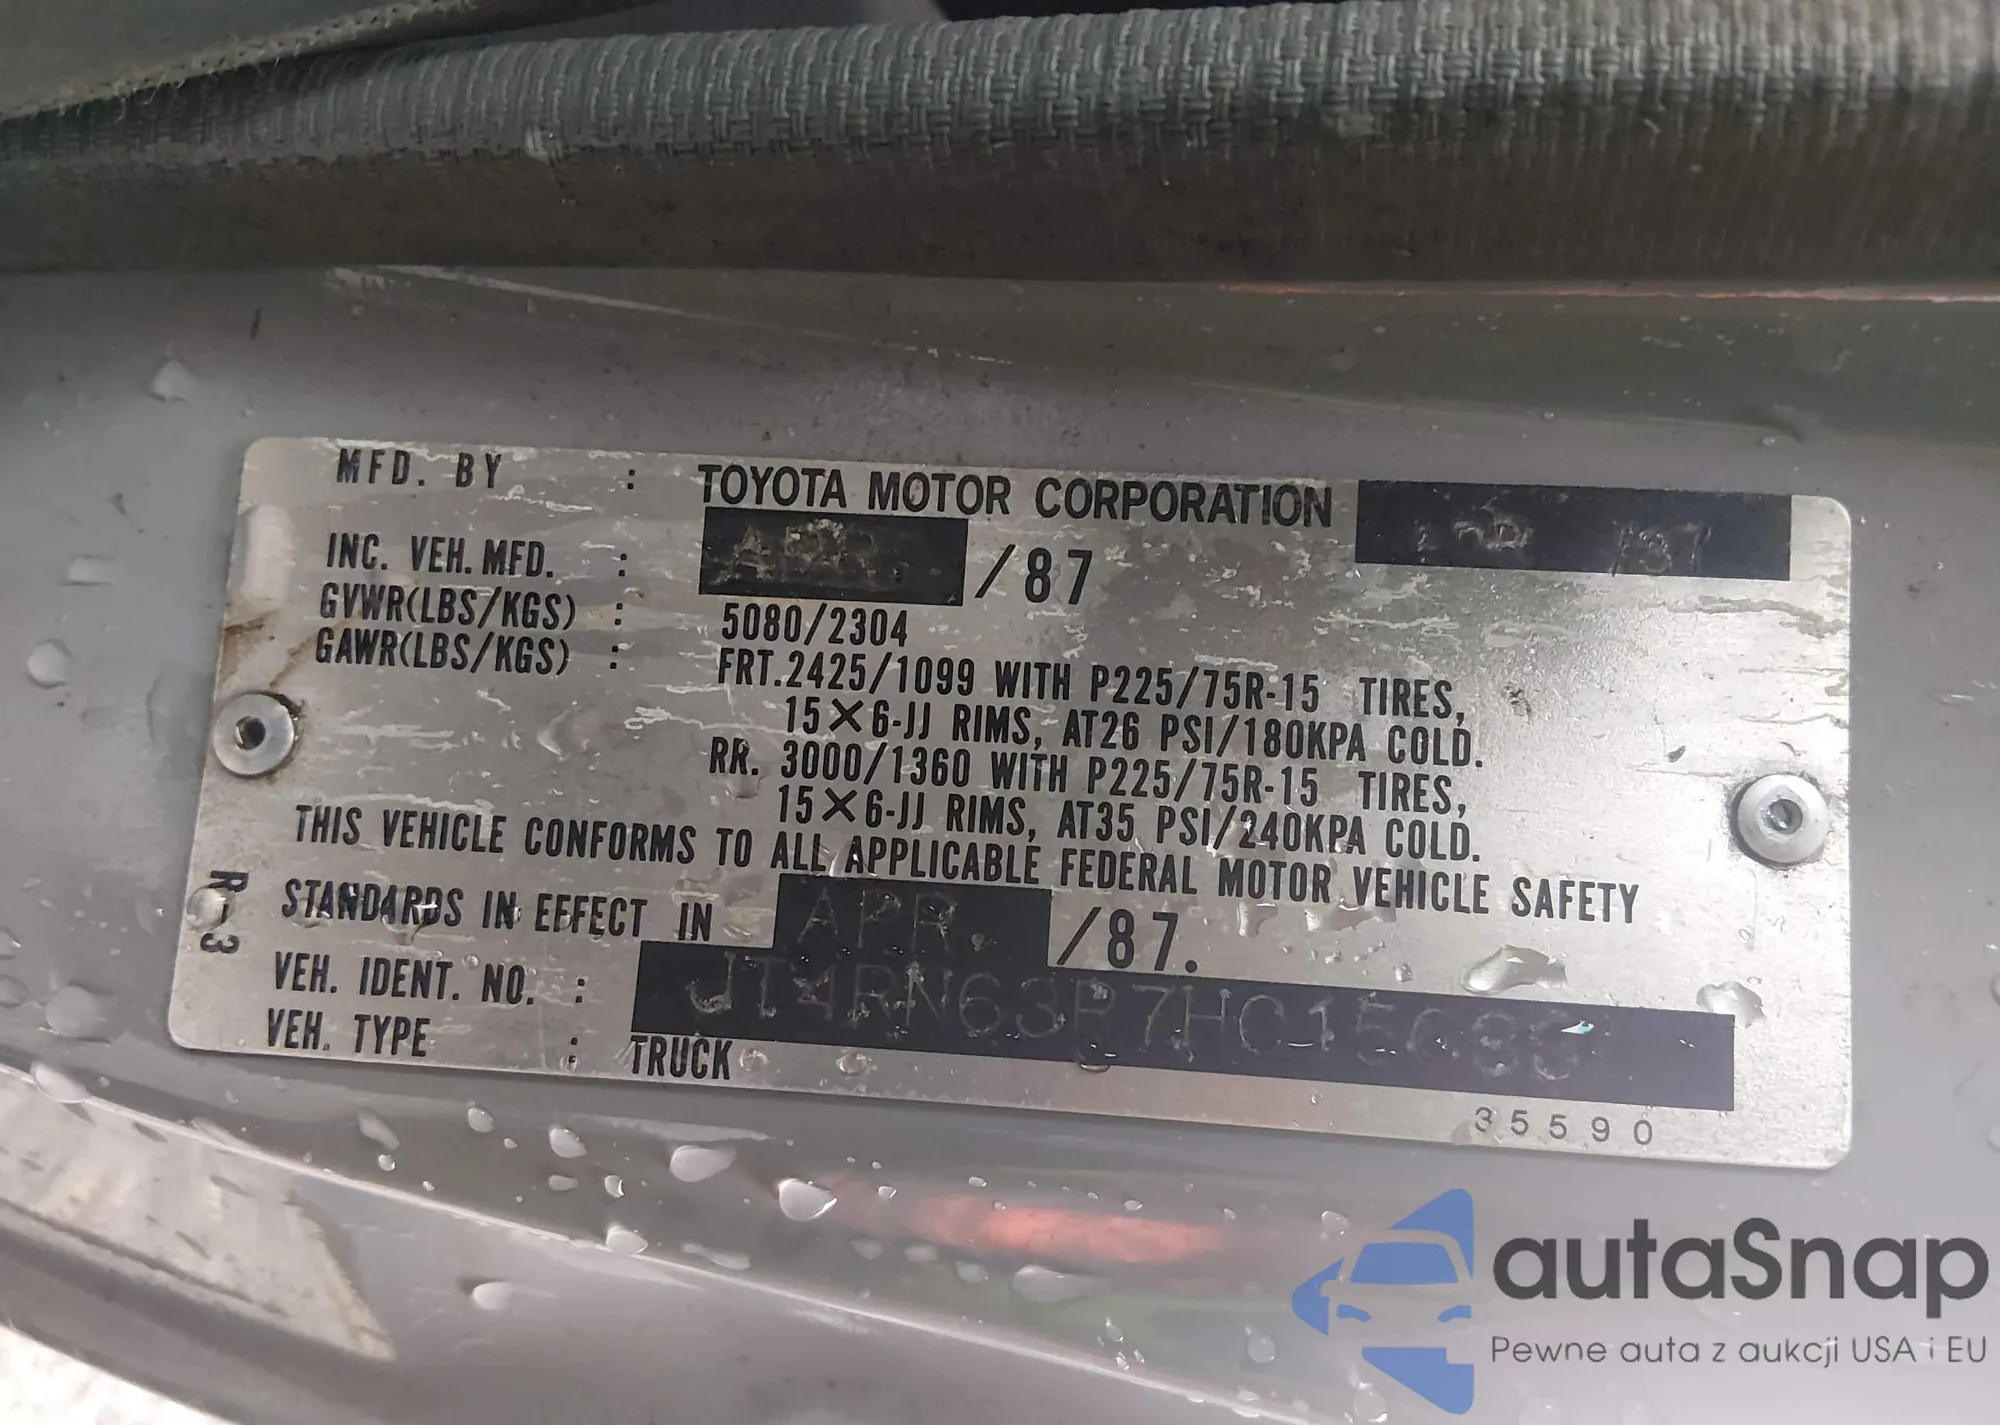 MFD. BY : TOYOTA MOTOR CORPORATION
INC. VEH. MFD. : APR. /87
GVWR(LBS/KGS) : 5080/2304
GAWR(LBS/KGS) : FRT.2425/1099 WITH P225/75R-15 TIRES,
15×6-JJ RIMS, AT26 PSI/180KPA COLD.
RR. 3000/1360 WITH P225/75R-15 TIRES,
15×6-JJ RIMS, AT35 PSI/240KPA COLD.
THIS VEHICLE CONFORMS TO ALL APPLICABLE FEDERAL MOTOR VEHICLE SAFETY
STANDARDS IN EFFECT IN APR. /87.
VEH. IDENT. NO. :
VEH. TYPE : TRUCK
35590
R-3
autaSnap
Pewne auta z aukcji USA i EU